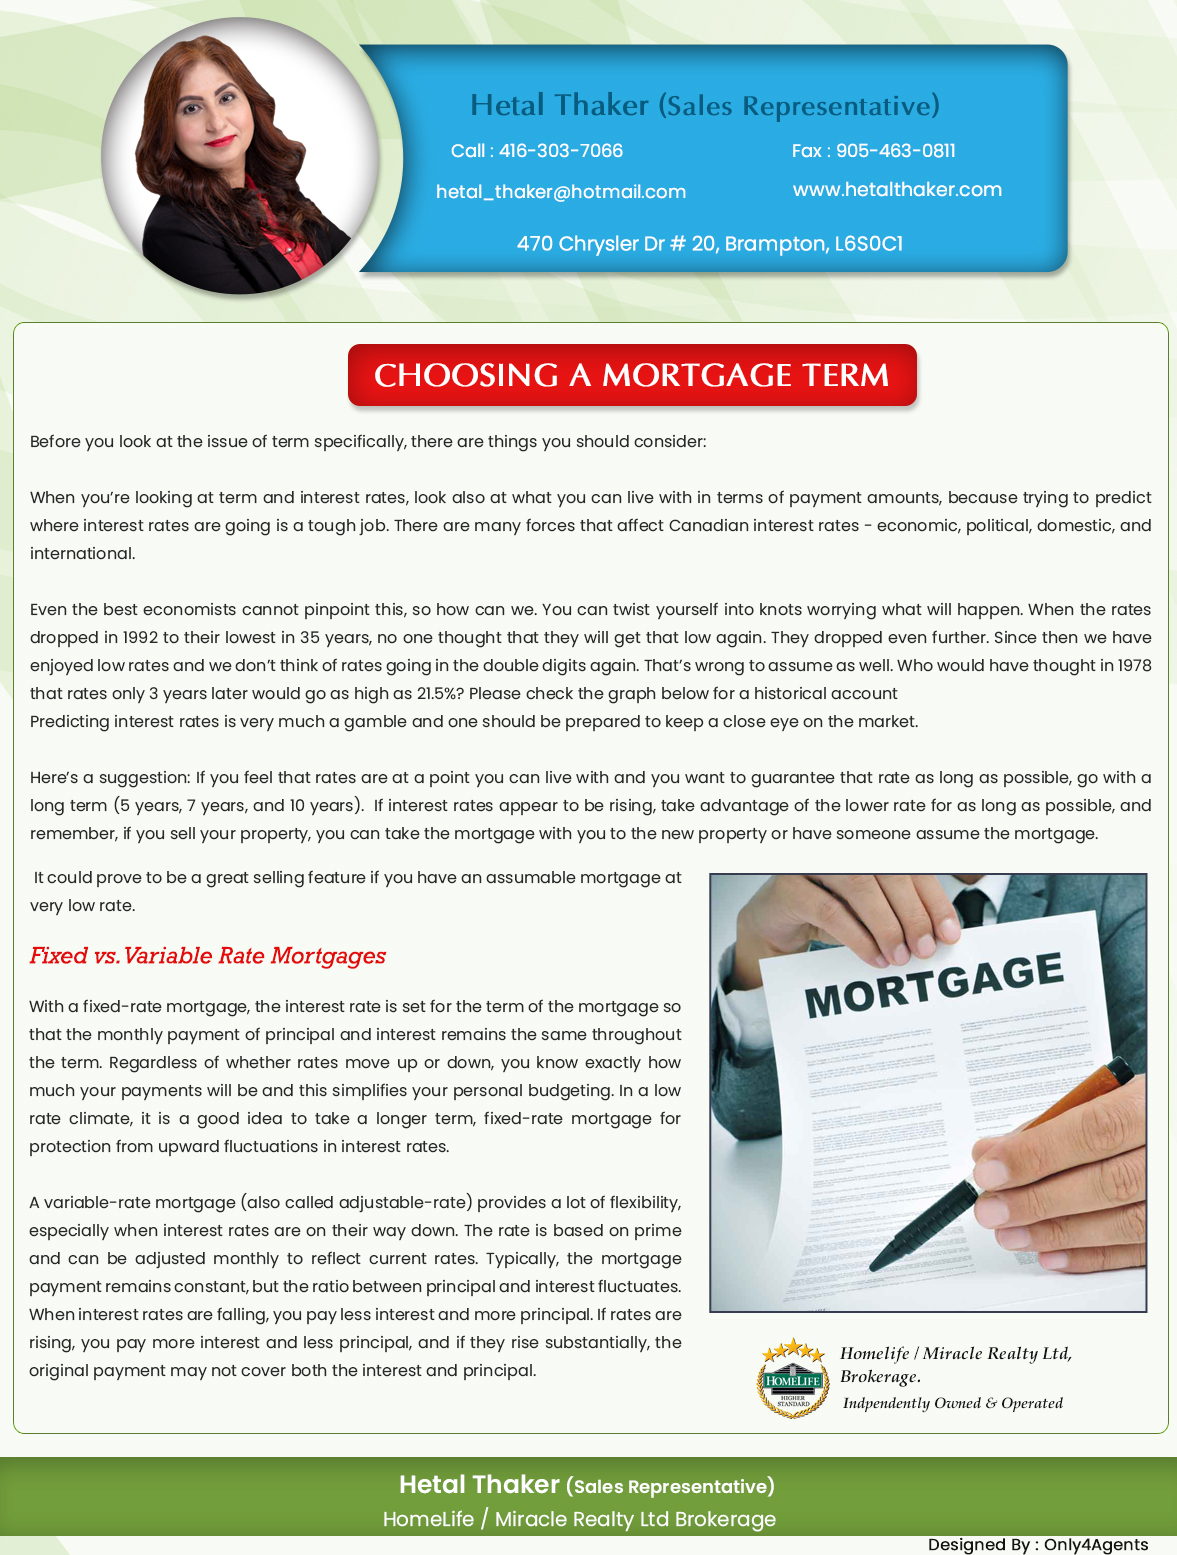 Hetal Thaker (Sales Representative)
Call : 416-303-7066
Fax : 905-463-0811
hetal_thaker@hotmail.com
www.hetalthaker.com
470 Chrysler Dr # 20, Brampton, L6S0C1
CHOOSING A MORTGAGE TERM
Before you look at the issue of term specifically, there are things you should consider:
When you're looking at term and interest rates, look also at what you can live with in terms of payment amounts, because trying to predict
where interest rates are going is a tough job. There are many forces that affect Canadian interest rates - economic, political, domestic, and
international.
Even the best economists cannot pinpoint this, so how can we. You can twist yourself into knots worrying what will happen. When the rates
dropped in 1992 to their lowest in 35 years, no one thought that they will get that low again. They dropped even further. Since then we have
enjoyed low rates and we don't think of rates going in the double digits again. That's wrong to assume as well. Who would have thought in 1978
that rates only 3 years later would go as high as 21.5%? Please check the graph below for a historical account
Predicting interest rates is very much a gamble and one should be prepared to keep a close eye on the market.
Here's a suggestion: If you feel that rates are at a point you can live with and you want to guarantee that rate as long as possible, go with a
long term (5 years, 7 years, and 10 years). If interest rates appear to be rising, take advantage of the lower rate for as long as possible, and
remember, if you sell your property, you can take the mortgage with you to the new property or have someone assume the mortgage.
It could prove to be a great selling feature if you have an assumable mortgage at
very low rate.
Fixed vs. Variable Rate Mortgages
With a fixed-rate mortgage, the interest rate is set for the term of the mortgage so
that the monthly payment of principal and interest remains the same throughout
the term. Regardless of whether rates move up or down, you know exactly how
much your payments will be and this simplifies your personal budgeting. In a low
rate climate, it is a good idea to take a longer term, fixed-rate mortgage for
protection from upward fluctuations in interest rates.
A variable-rate mortgage (also called adjustable-rate) provides a lot of flexibility,
especially when interest rates are on their way down. The rate is based on prime
and can be adjusted monthly to reflect current rates. Typically, the mortgage
payment remains constant, but the ratio between principal and interest fluctuates.
When interest rates are falling, you pay less interest and more principal. If rates are
rising, you pay more interest and less principal, and if they rise substantially, the
original payment may not cover both the interest and principal.
MORTGAGE
HOMELIFE
HIGHER
STANDARD
Homelife / Miracle Realty Ltd,
Brokerage.
Indpendently Owned & Operated
Hetal Thaker (Sales Representative)
HomeLife / Miracle Realty Ltd Brokerage
Designed By : Only4Agents